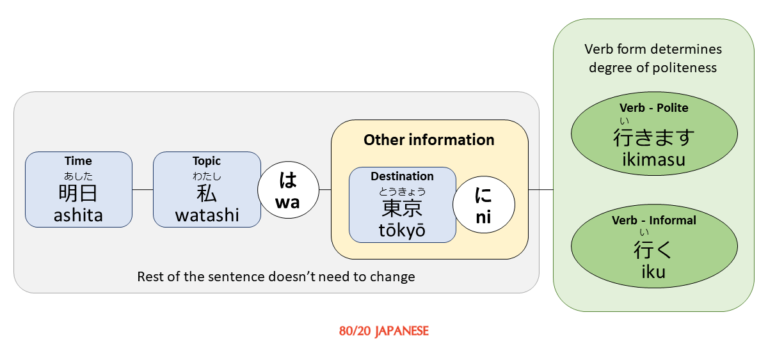 Verb form determines
degree of politeness
Verb - Polite
い
行きます
ikimasu
Other information
Time
あした
明日
ashita
Topic
わたし
私
watashi
は
wa
Destination
とうきょう
東京
tōkyō
に
ni
Verb - Informal
い
行く
iku
Rest of the sentence doesn't need to change
80/20 JAPANESE